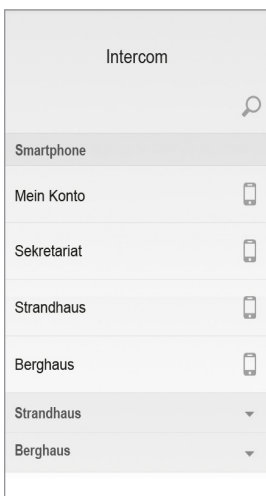 Intercom
Smartphone
Mein Konto
Sekretariat
Strandhaus
Berghaus
Strandhaus
Berghaus